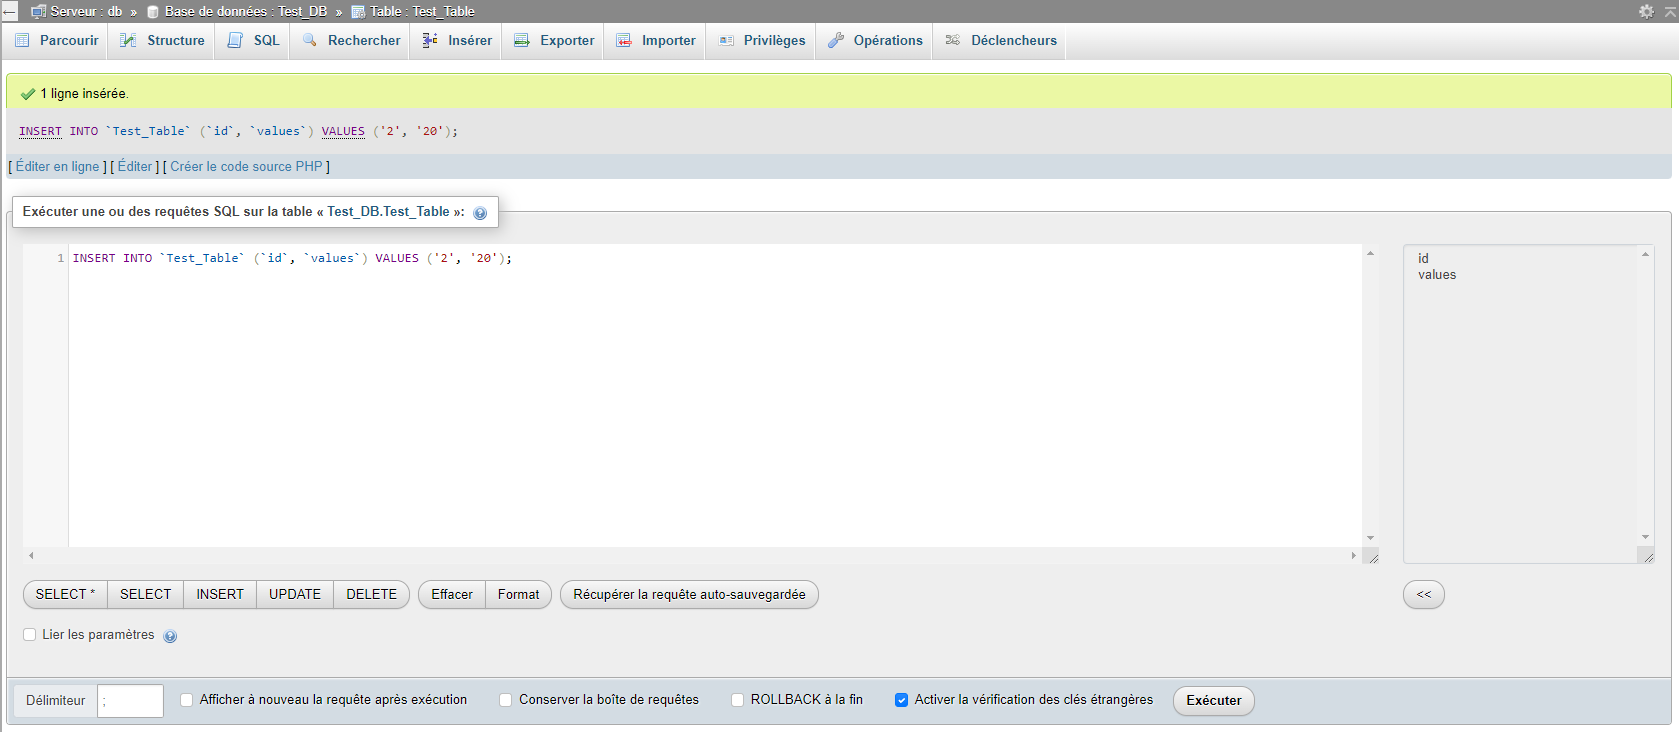 Serveur : db » Base de données : Test_DB » Table : Test_Table
Parcourir Structure SQL Rechercher Insérer Exporter Importer Privilèges Opérations Déclencheurs
1 ligne insérée.
INSERT INTO `Test_Table` (`id`, `values`) VALUES ('2', '20');
[ Éditer en ligne ] [ Éditer ] [ Créer le code source PHP ]
Exécuter une ou des requêtes SQL sur la table « Test_DB.Test_Table »:
1 INSERT INTO `Test_Table` (`id`, `values`) VALUES ('2', '20');
id
values
SELECT * SELECT INSERT UPDATE DELETE Effacer Format Récupérer la requête auto-sauvegardée <<
Lier les paramètres
Délimiteur ; Afficher à nouveau la requête après exécution Conserver la boîte de requêtes ROLLBACK à la fin Activer la vérification des clés étrangères Exécuter